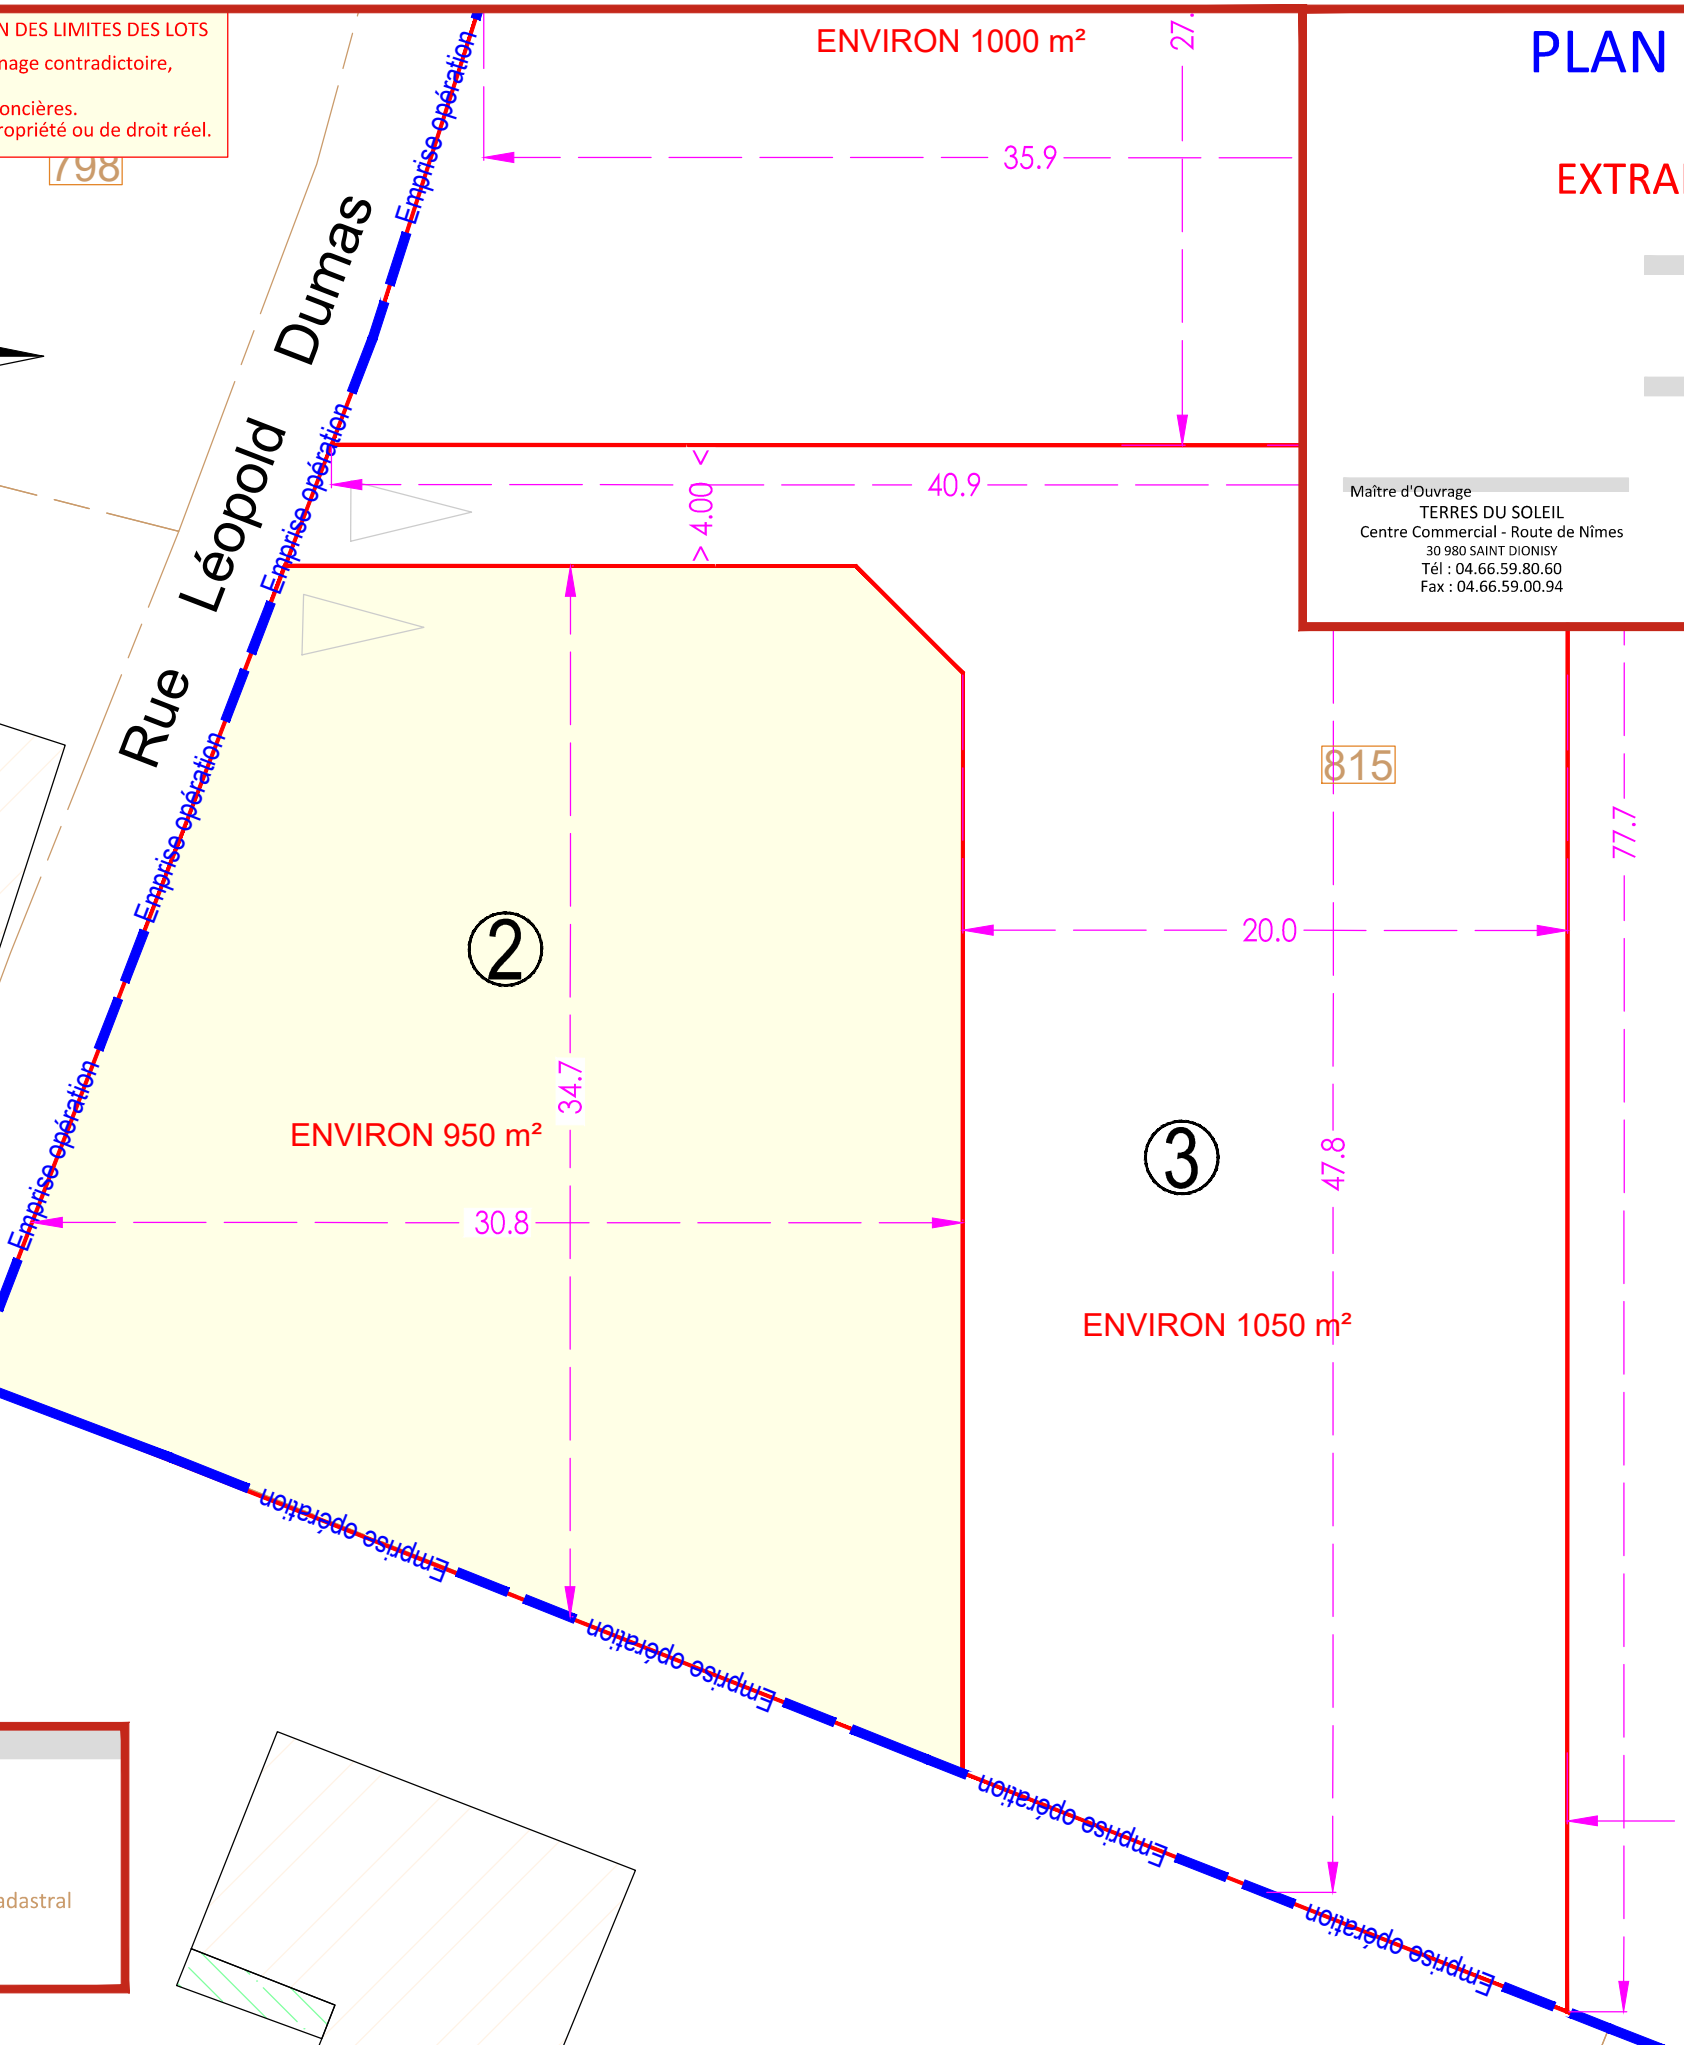 N DES LIMITES DES LOTS
mage contradictoire,
oncières.
ropriété ou de droit réel.
798
ENVIRON 1000 m²
27.
PLAN
35.9
EXTRA
Emprise opération
Rue Léopold Dumas
Emprise opération
> 4.00 <
40.9
Maître d'Ouvrage
TERRES DU SOLEIL
Centre Commercial - Route de Nîmes
30 980 SAINT DIONISY
Tél : 04.66.59.80.60
Fax : 04.66.59.00.94
815
77.7
Emprise opération
2
20.0
34.7
ENVIRON 950 m²
3
47.8
Emprise opération
30.8
ENVIRON 1050 m²
Emprise opération
Emprise opération
Emprise opération
Emprise opération
adastral